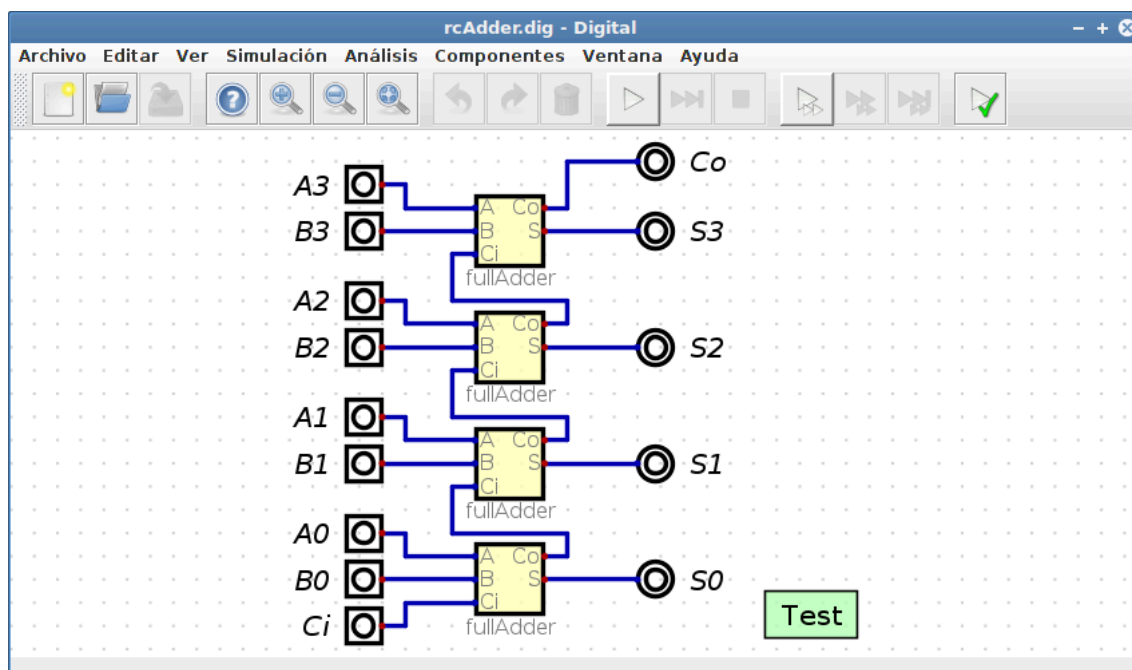 rcAdder.dig - Digital
Archivo Editar Ver Simulación Análisis Componentes Ventana Ayuda
Co
A3
A Co
B3
B S
S3
Ci
fullAdder
A2
A Co
B2
B S
S2
Ci
fullAdder
A1
A Co
B1
B S
S1
Ci
fullAdder
A0
A Co
B0
B S
S0
Ci
Ci
fullAdder
Test